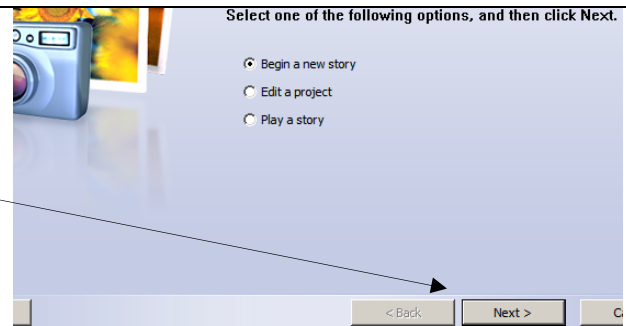 Select one of the following options, and then click Next.
Begin a new story
Edit a project
Play a story
< Back Next >